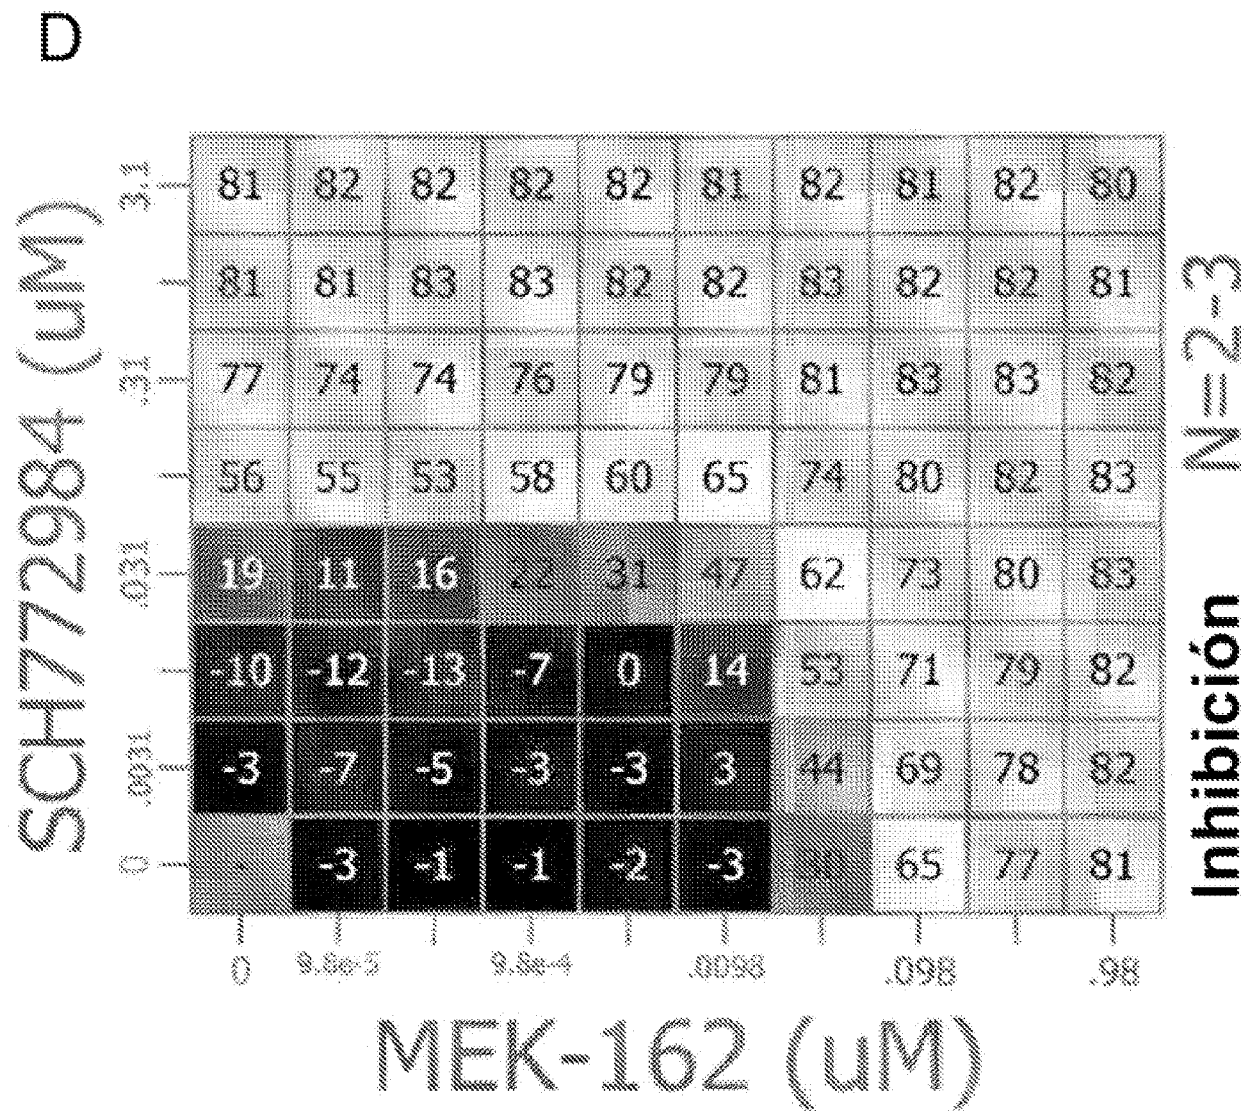 D
3.1 81 82 82 82 82 81 82 81 82 80
81 81 83 83 82 82 83 82 82 81
.31 77 74 74 76 79 79 81 83 83 82
56 55 53 58 60 65 74 80 82 83
.031 19 11 16 31 47 62 73 80 83
-10 -12 -13 -7 0 14 53 71 79 82
.0031 -3 -7 -5 -3 -3 3 44 69 78 82
0 -3 -1 -1 -2 -3 65 77 81
0 9.8e-5 9.8e-4 .0098 .098 .98
MEK-162 (uM)
SCH772984 (uM)
N=2-3
Inhibición